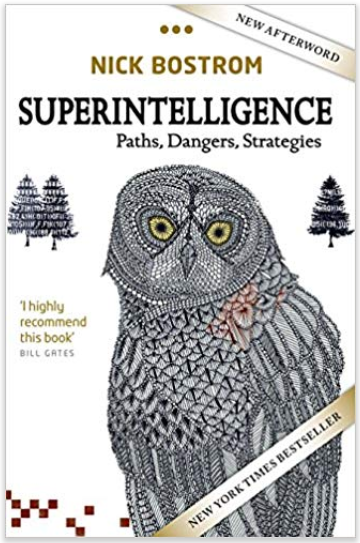 NEW AFTERWORD
NICK BOSTROM
SUPERINTELLIGENCE
Paths, Dangers, Strategies
'I highly
recommend
this book'
BILL GATES
NEW YORK TIMES BESTSELLER